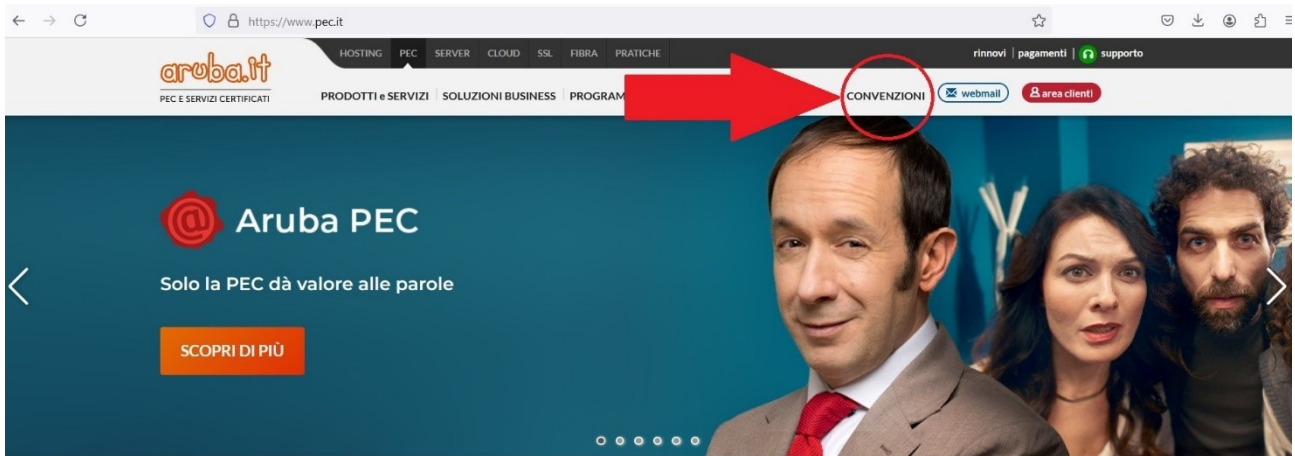 https://www.pec.it
HOSTING PEC SERVER CLOUD SSL FIBRA PRATICHE
rinnovi | pagamenti | supporto
aruba.it
PEC E SERVIZI CERTIFICATI
PRODOTTI e SERVIZI SOLUZIONI BUSINESS PROGRAM CONVENZIONI webmail area clienti
@ Aruba PEC
Solo la PEC dà valore alle parole
SCOPRI DI PIÙ